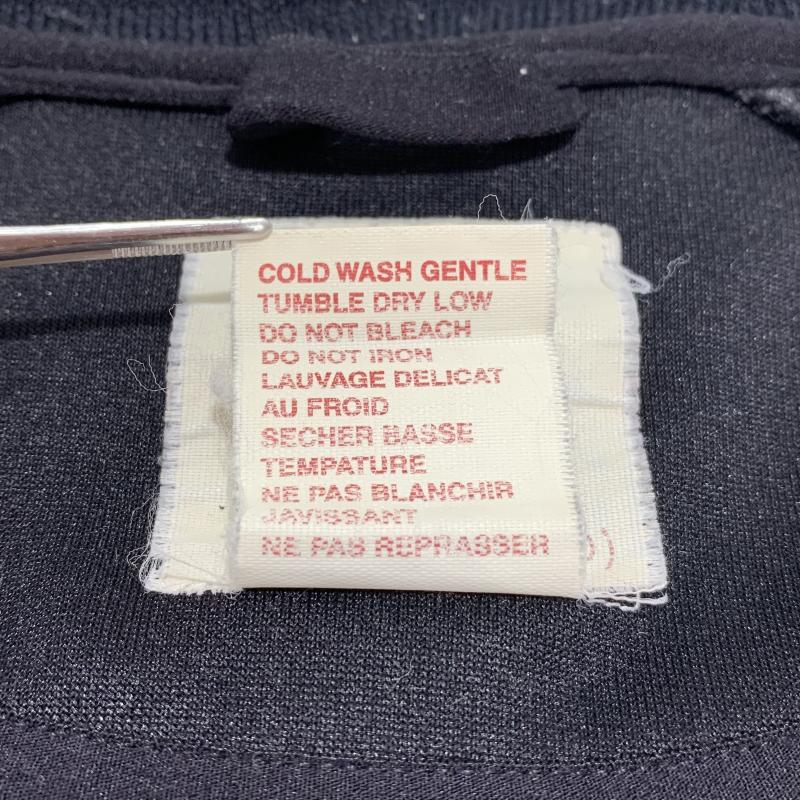 COLD WASH GENTLE
TUMBLE DRY LOW
DO NOT BLEACH
DO NOT IRON
LAUVAGE DELICAT
AU FROID
SECHER BASSE
TEMPATURE
NE PAS BLANCHIR
JAVISSANT
NE PAS REPRASSER